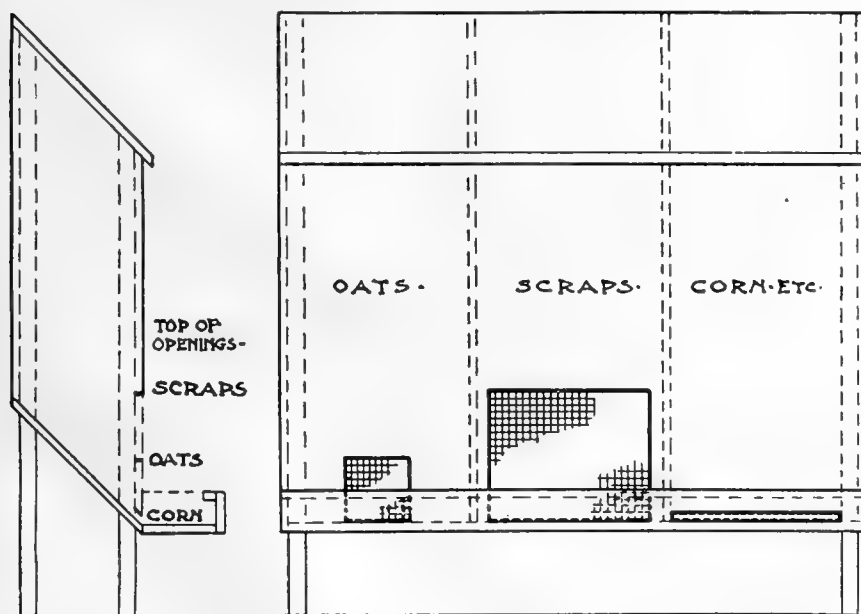 TOP OF
OPENINGS-
SCRAPS
OATS
CORN
OATS.
SCRAPS.
CORN.ETC.